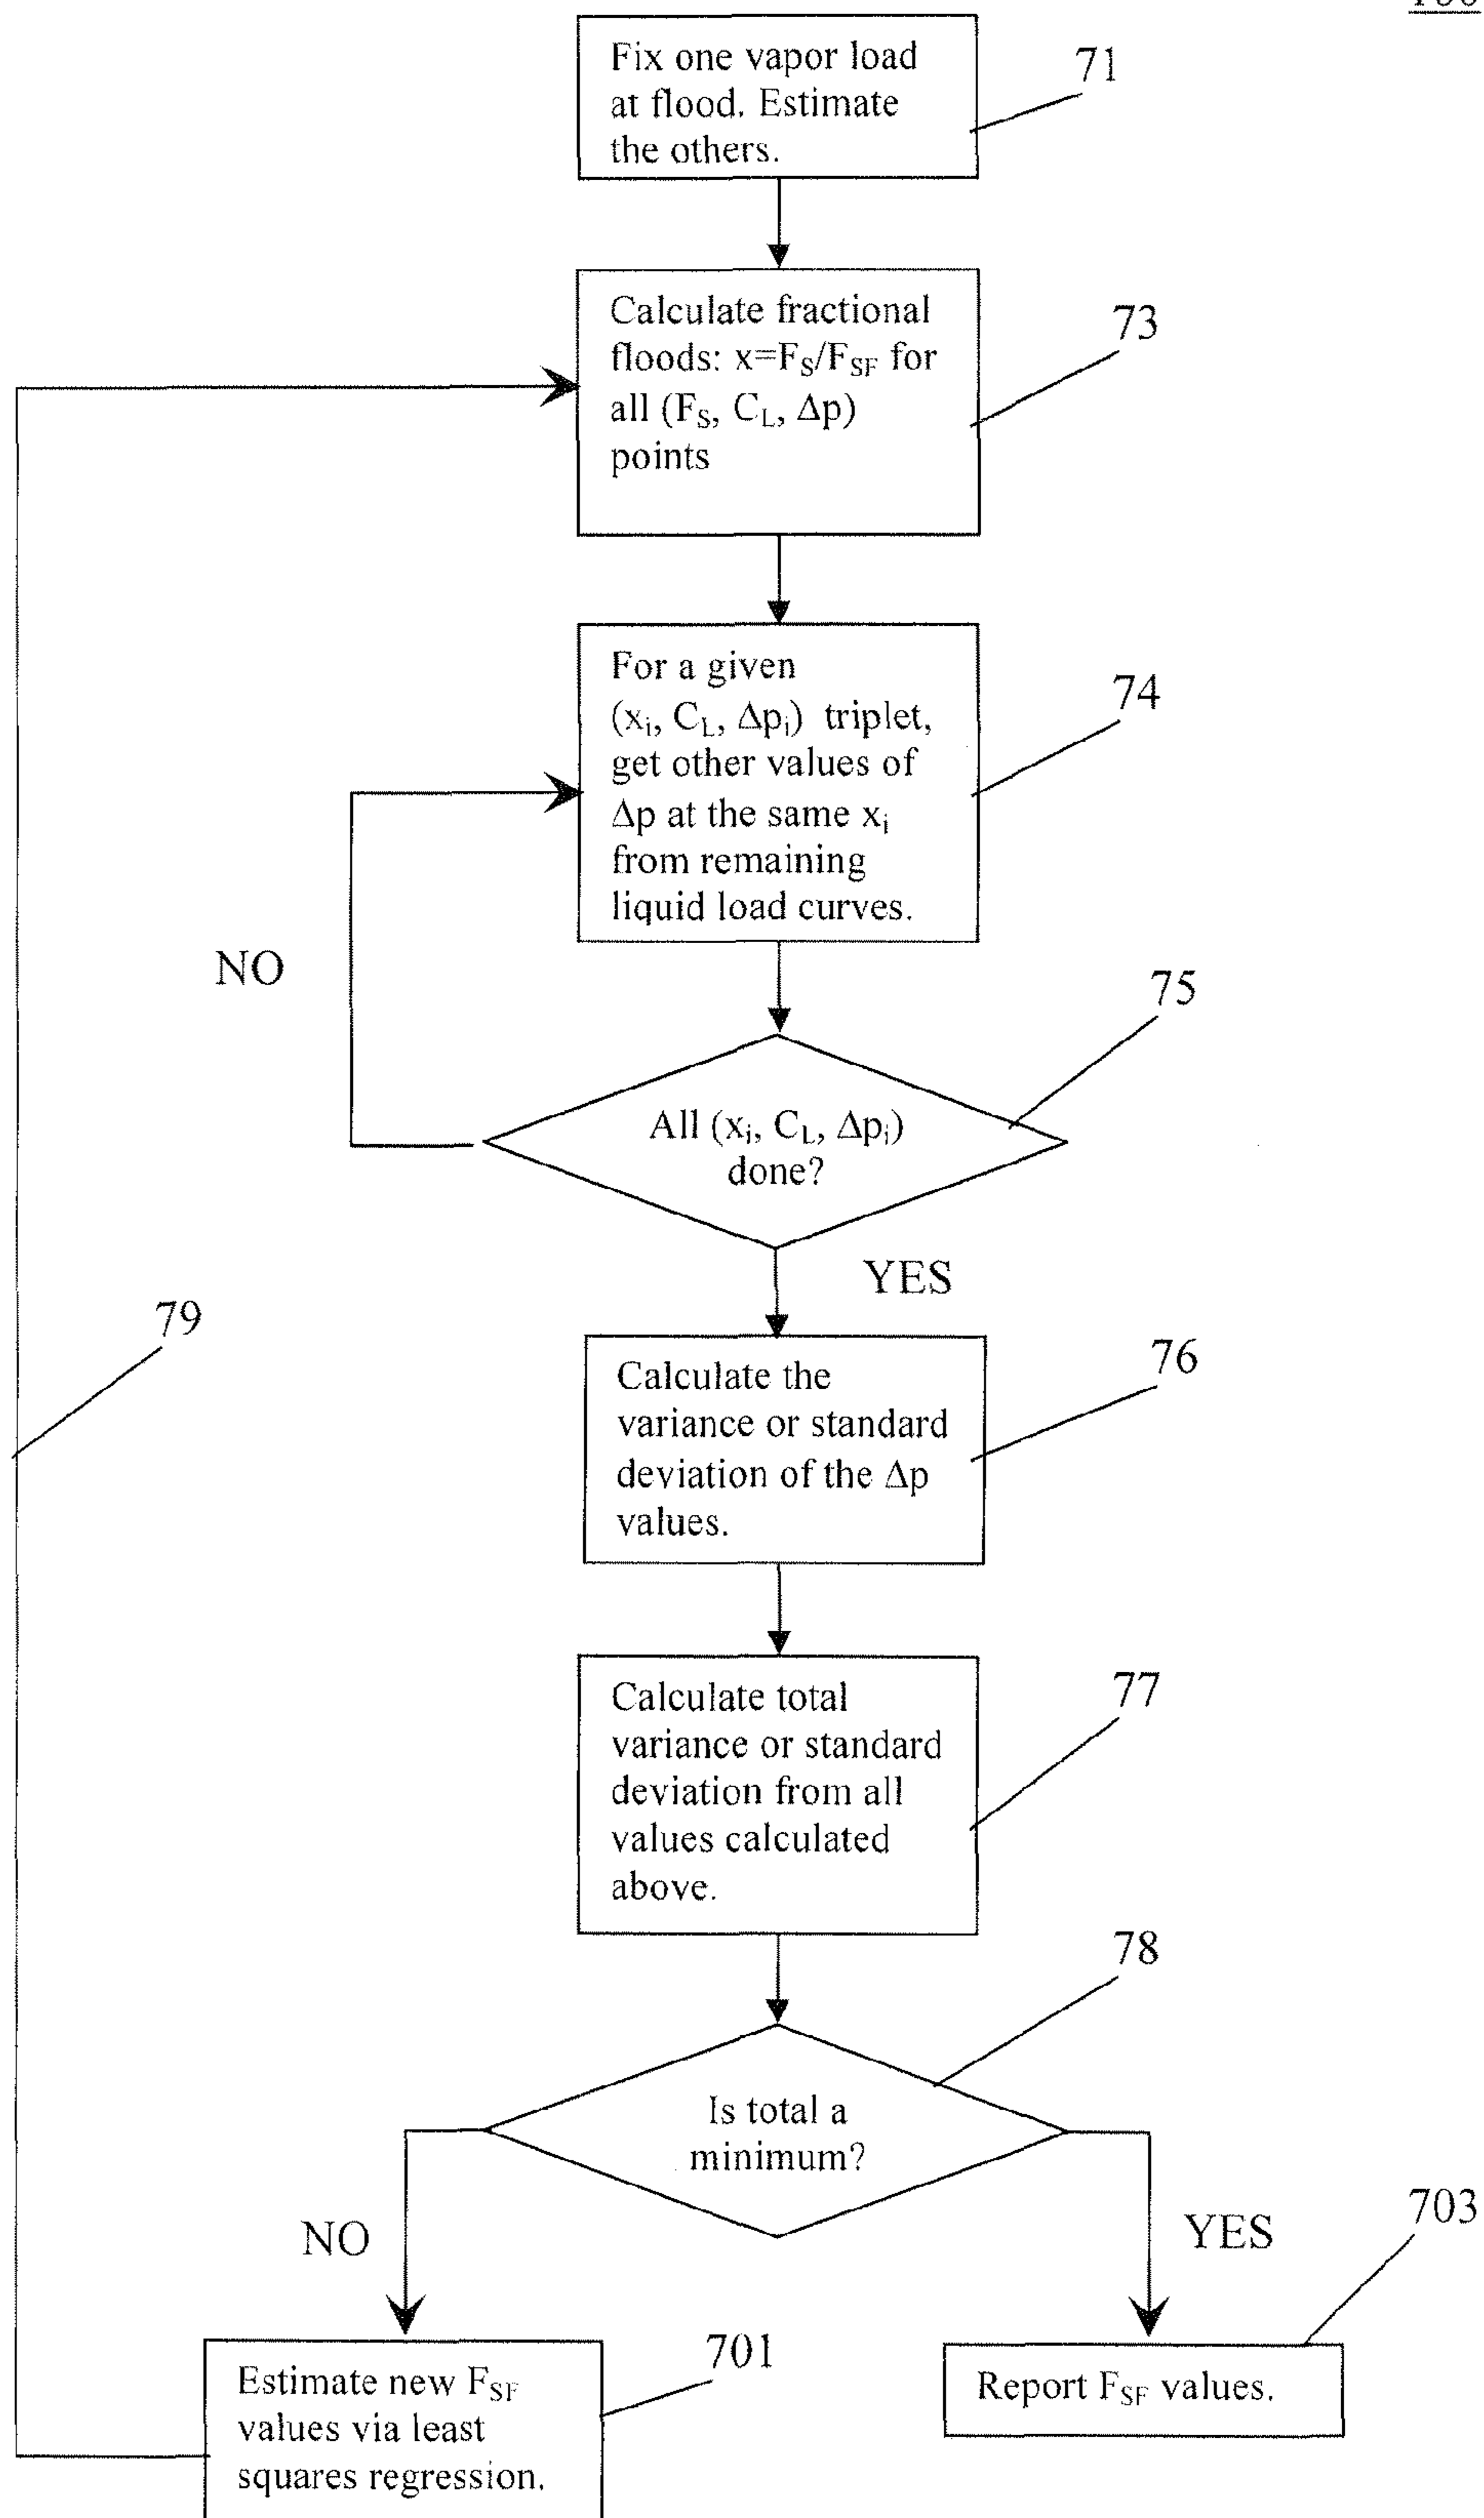 Fix one vapor load
at flood. Estimate
the others.
71
Calculate fractional
floods: x=F_S/F_SF for
all (F_S, C_L, Δp)
points
73
For a given
(x_i, C_L, Δp_i) triplet,
get other values of
Δp at the same x_i
from remaining
liquid load curves.
74
NO
75
All (x_i, C_L, Δp_i)
done?
YES
79
76
Calculate the
variance or standard
deviation of the Δp
values.
77
Calculate total
variance or standard
deviation from all
values calculated
above.
78
Is total a
minimum?
NO
YES
703
701
Estimate new F_SF
values via least
squares regression.
Report F_SF values.